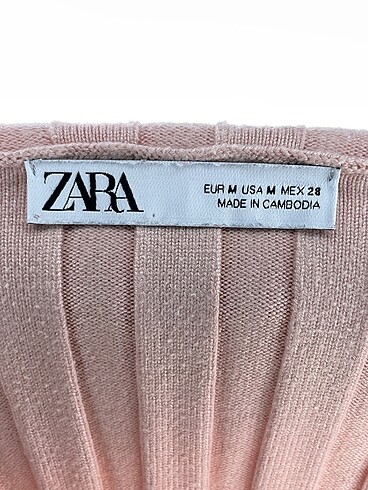 ZARA
EUR M USA M MEX 28
MADE IN CAMBODIA